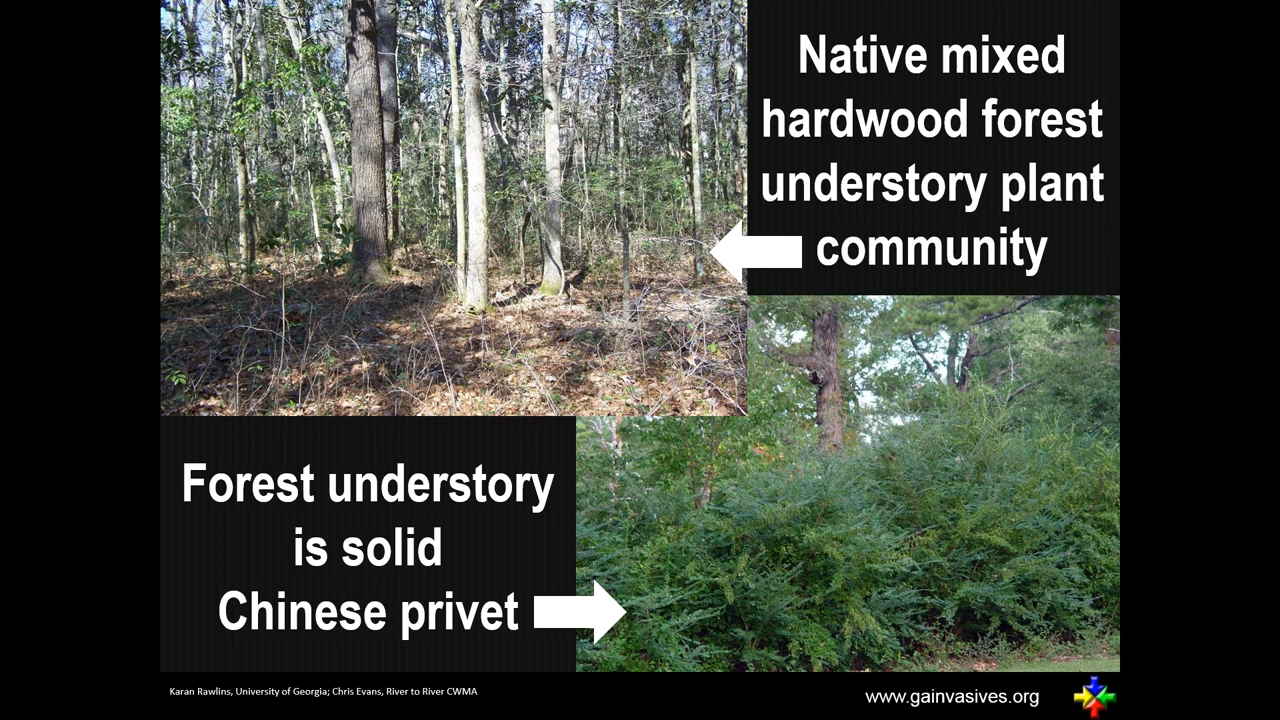 Native mixed
hardwood forest
understory plant
community
Forest understory
is solid
Chinese privet
Karan Rawlins, University of Georgia; Chris Evans, River to River CWMA
www.gainvasives.org